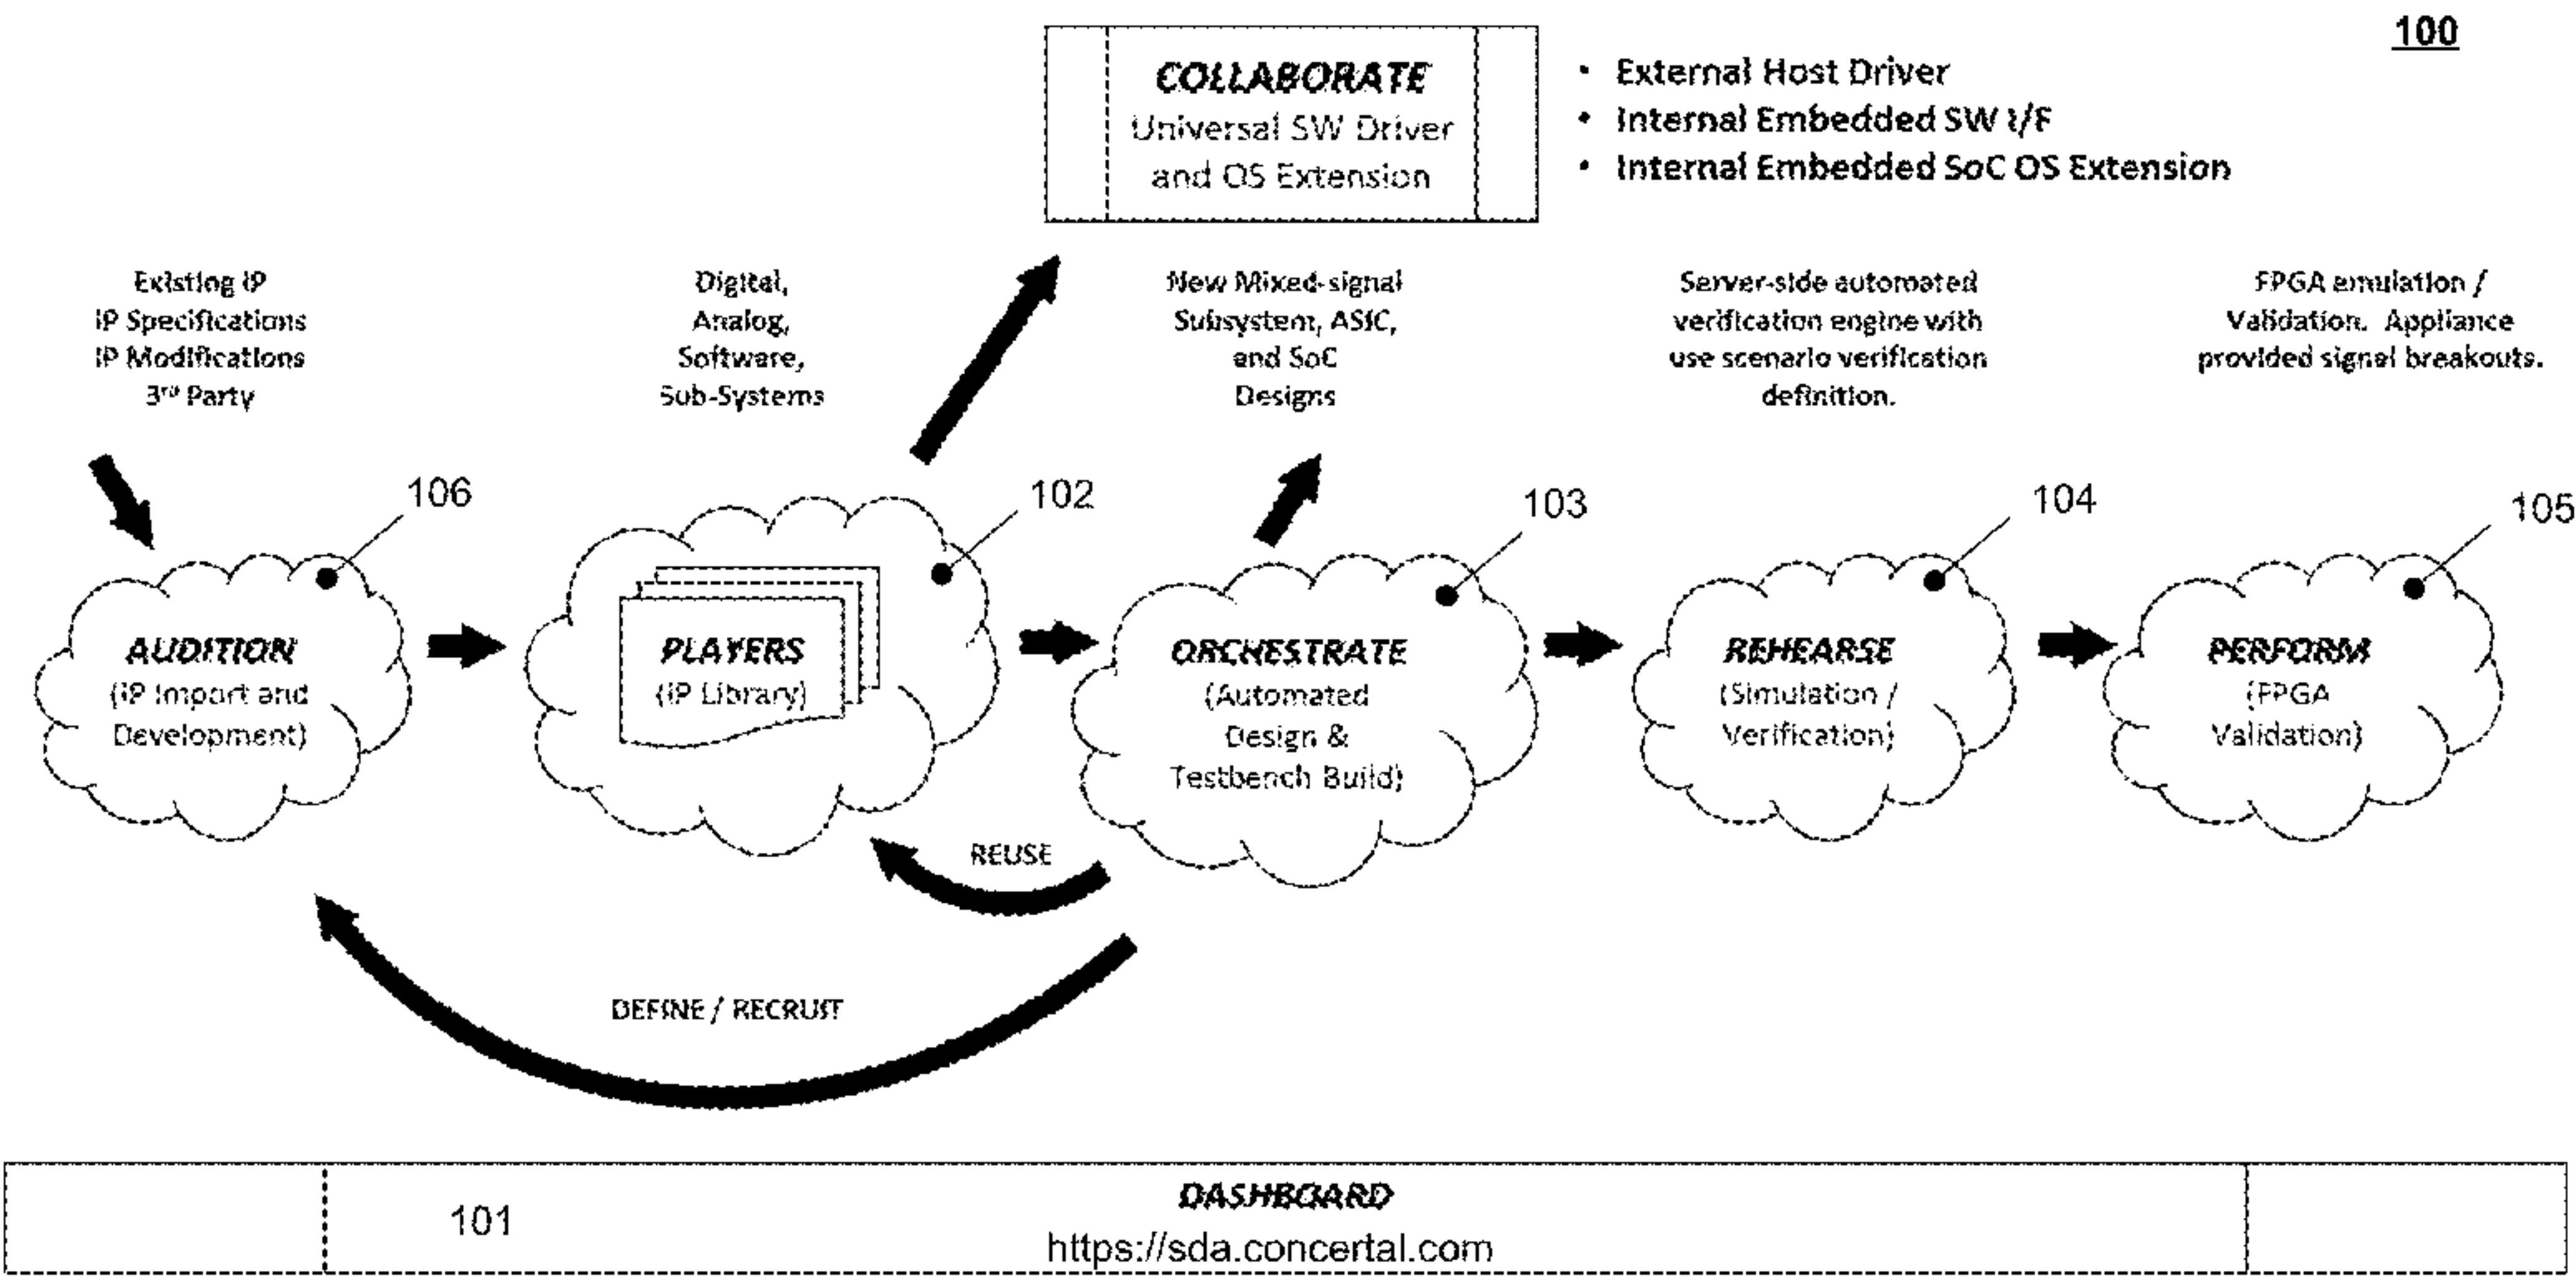 100
COLLABORATE
Universal SW Driver
and OS Extension
• External Host Driver
• Internal Embedded SW I/F
• Internal Embedded SoC OS Extension
Existing IP
IP Specifications
IP Modifications
3rd Party
Digital,
Analog,
Software,
Sub-Systems
New Mixed-signal
Subsystem, ASIC,
and SoC
Designs
Server-side automated
verification engine with
use scenario verification
definition.
FPGA emulation /
Validation. Appliance
provided signal breakouts.
106
102
103
104
105
AUDITION
(IP Import and
Development)
PLAYERS
(IP Library)
ORCHESTRATE
(Automated
Design &
Testbench Build)
REHEARSE
(Simulation /
Verification)
PERFORM
(FPGA
Validation)
REUSE
DEFINE / RECRUIT
101
DASHBOARD
https://sda.concertal.com